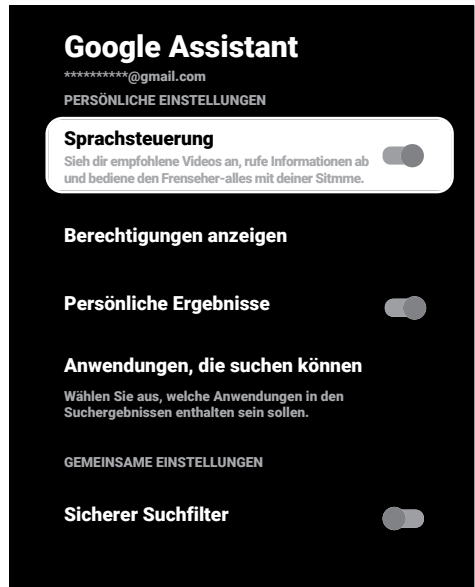 Google Assistant
**********@gmail.com
PERSÖNLICHE EINSTELLUNGEN
Sprachsteuerung
Sieh dir empfohlene Videos an, rufe Informationen ab
und bediene den Frenseher-alles mit deiner Sitmme.
Berechtigungen anzeigen
Persönliche Ergebnisse
Anwendungen, die suchen können
Wählen Sie aus, welche Anwendungen in den
Suchergebnissen enthalten sein sollen.
GEMEINSAME EINSTELLUNGEN
Sicherer Suchfilter